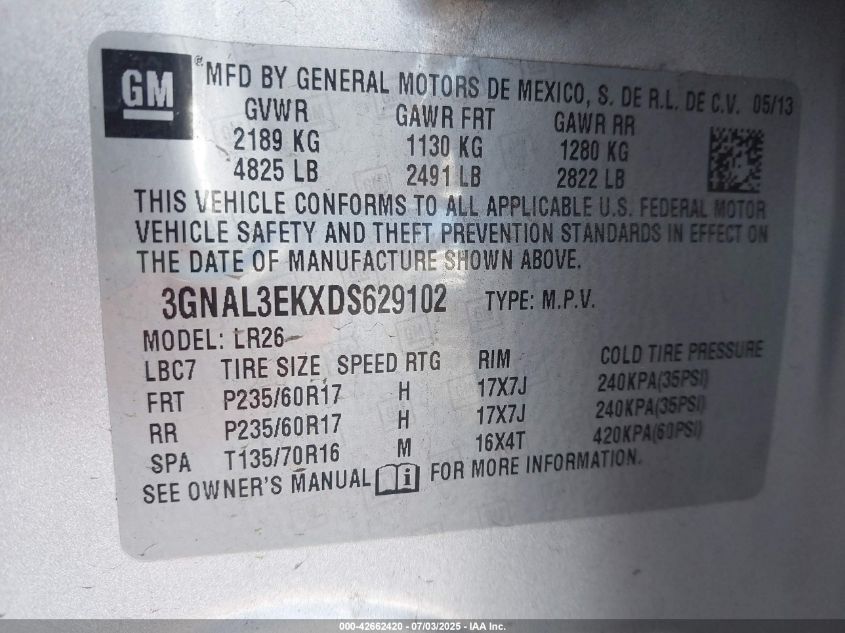 GM
® MFD BY GENERAL MOTORS DE MEXICO, S. DE R.L. DE C.V. 05/13
GVWR GAWR FRT GAWR RR
2189 KG 1130 KG 1280 KG
4825 LB 2491 LB 2822 LB
THIS VEHICLE CONFORMS TO ALL APPLICABLE U.S. FEDERAL MOTOR
VEHICLE SAFETY AND THEFT PREVENTION STANDARDS IN EFFECT ON
THE DATE OF MANUFACTURE SHOWN ABOVE.
3GNAL3EKXDS629102 TYPE: M.P.V.
MODEL: LR26
LBC7 TIRE SIZE SPEED RTG RIM COLD TIRE PRESSURE
FRT P235/60R17 H 17X7J 240KPA(35PSI)
RR P235/60R17 H 17X7J 240KPA(35PSI)
SPA T135/70R16 M 16X4T 420KPA(60PSI)
SEE OWNER'S MANUAL i FOR MORE INFORMATION.
000-42662420 - 07/03/2025 - IAA Inc.